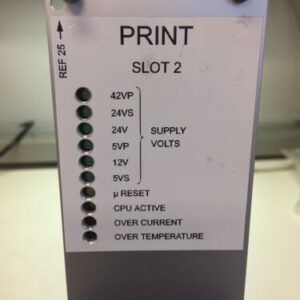 REF 25
PRINT
SLOT 2
42VP
24VS
24V
5VP
12V
5VS
SUPPLY
VOLTS
µ RESET
CPU ACTIVE
OVER CURRENT
OVER TEMPERATURE